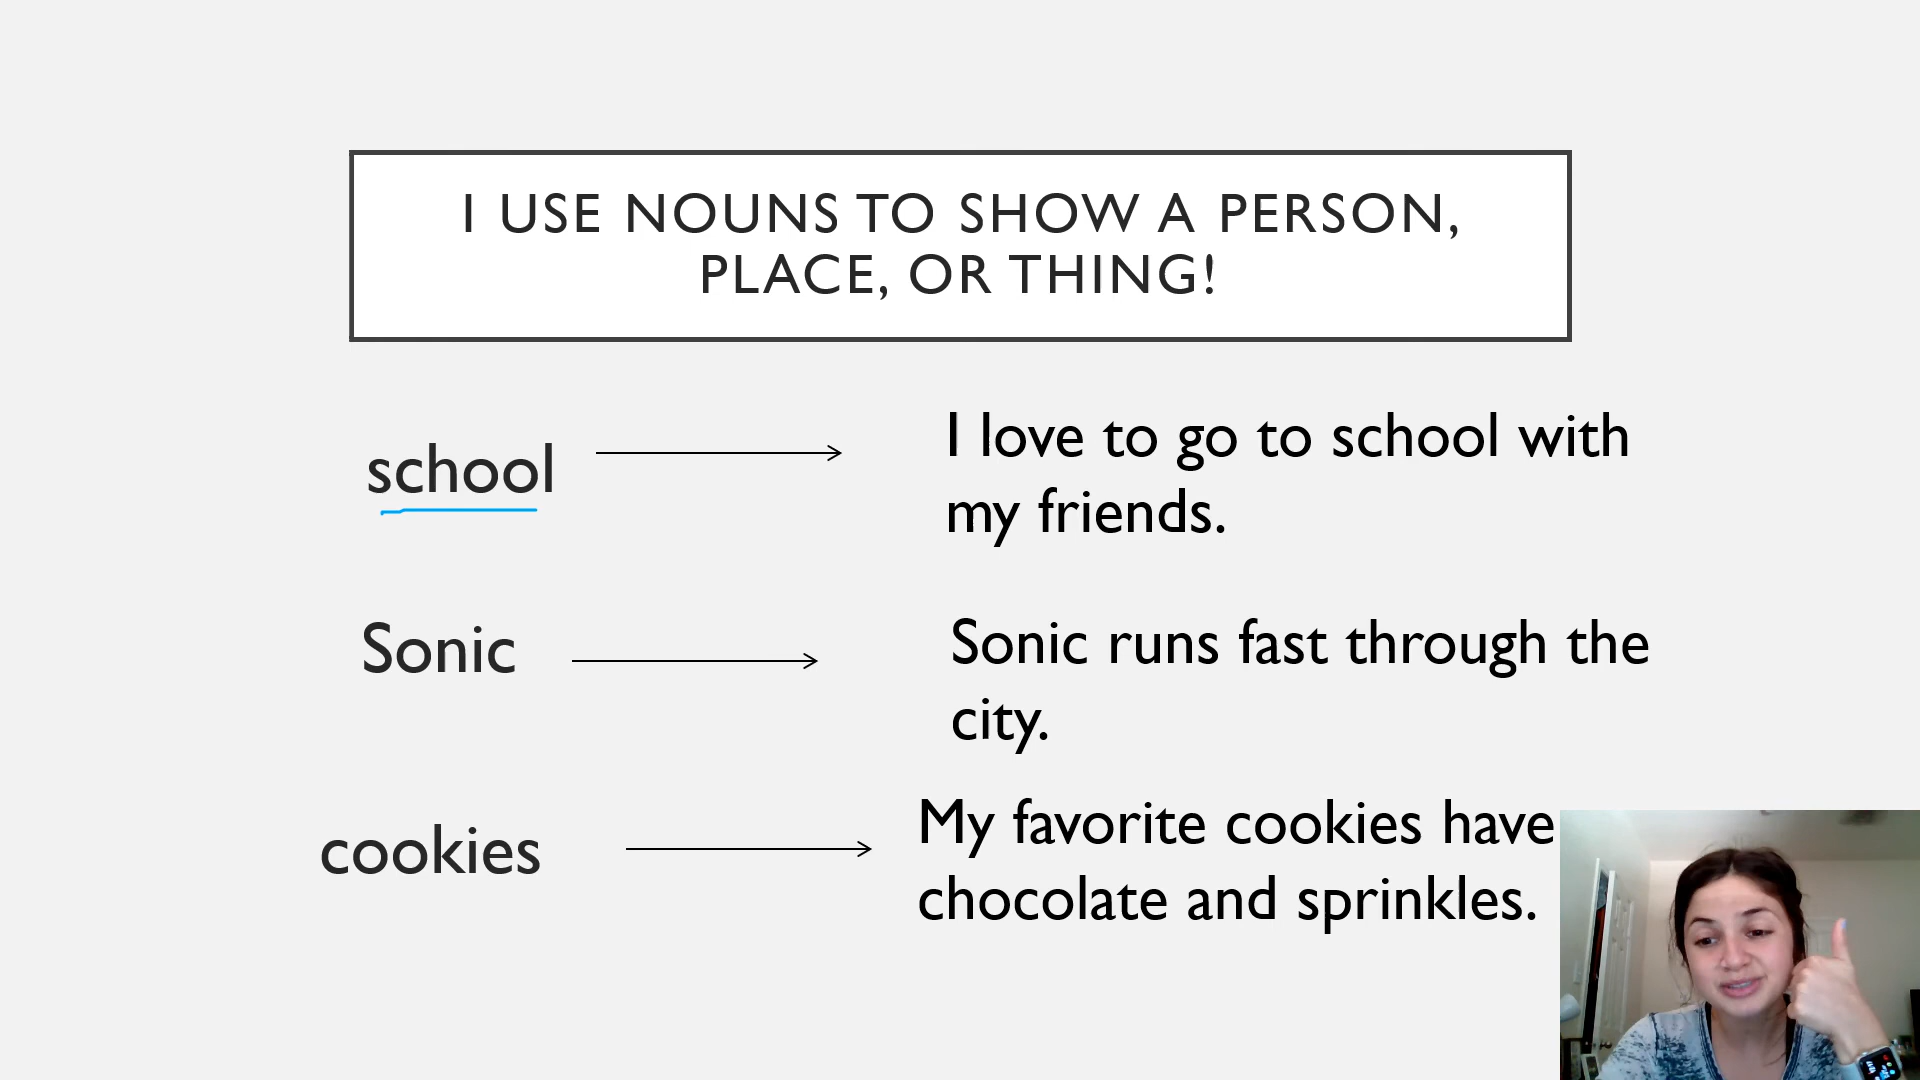 I USE NOUNS TO SHOW A PERSON,
PLACE, OR THING!
school
I love to go to school with
my friends.
Sonic
Sonic runs fast through the
city.
cookies
My favorite cookies have
chocolate and sprinkles.